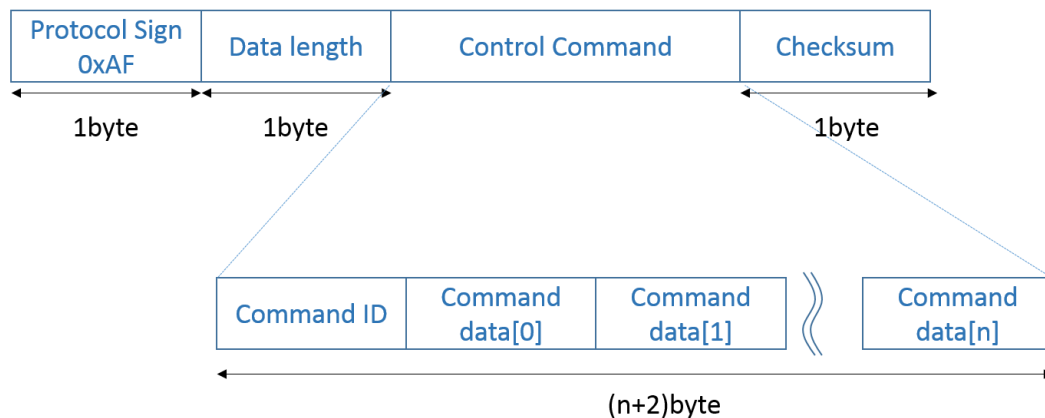 Protocol Sign
0xAF
Data length
Control Command
Checksum
1byte
1byte
1byte
Command ID
Command
data[0]
Command
data[1]
Command
data[n]
(n+2)byte